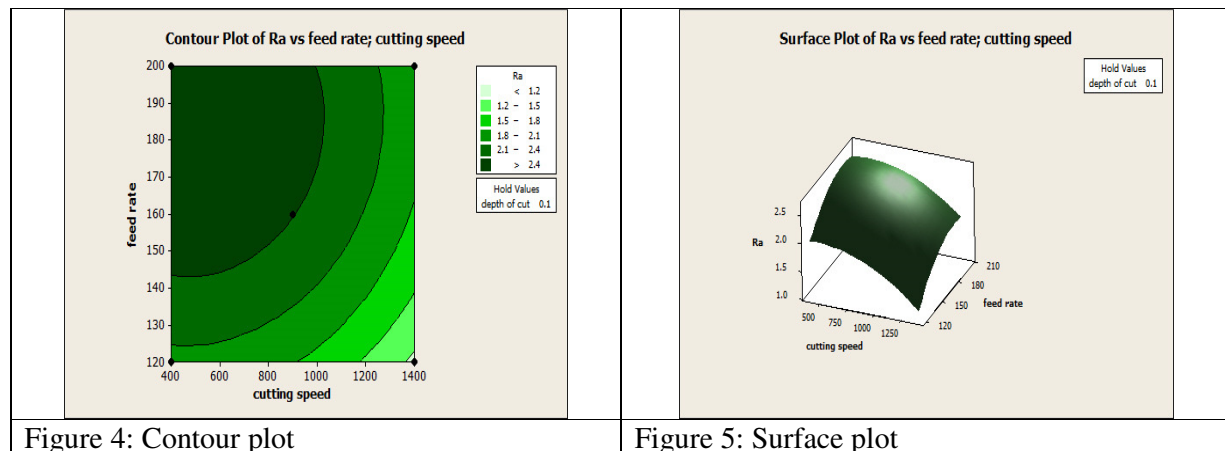 Contour Plot of Ra vs feed rate; cutting speed
200
190
180
170
160
150
140
130
120
feed rate
400
600
800
1000
1200
1400
cutting speed
Ra
< 1.2
1.2 – 1.5
1.5 – 1.8
1.8 – 2.1
2.1 – 2.4
> 2.4
Hold Values
depth of cut 0.1
Figure 4: Contour plot
Surface Plot of Ra vs feed rate; cutting speed
Hold Values
depth of cut 0.1
2.5
2.0
1.5
1.0
Ra
500
750
1000
1250
cutting speed
120
150
180
210
feed rate
Figure 5: Surface plot